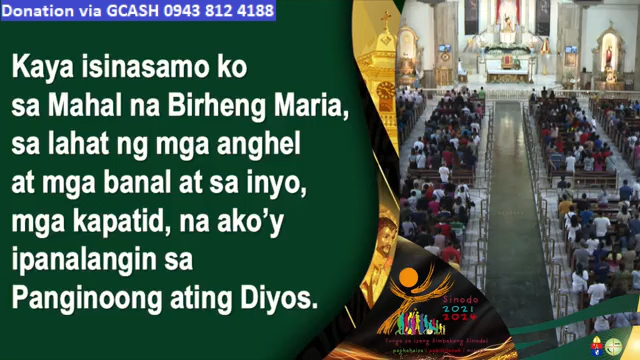 Donation via GCASH 0943 812 4188
Kaya isinasamo ko
sa Mahal na Birheng Maria,
sa lahat ng mga anghel
at mga banal at sa inyo,
mga kapatid, na ako’y
ipanalangin sa
Panginoong ating Diyos.
Sinodo
2021
2024